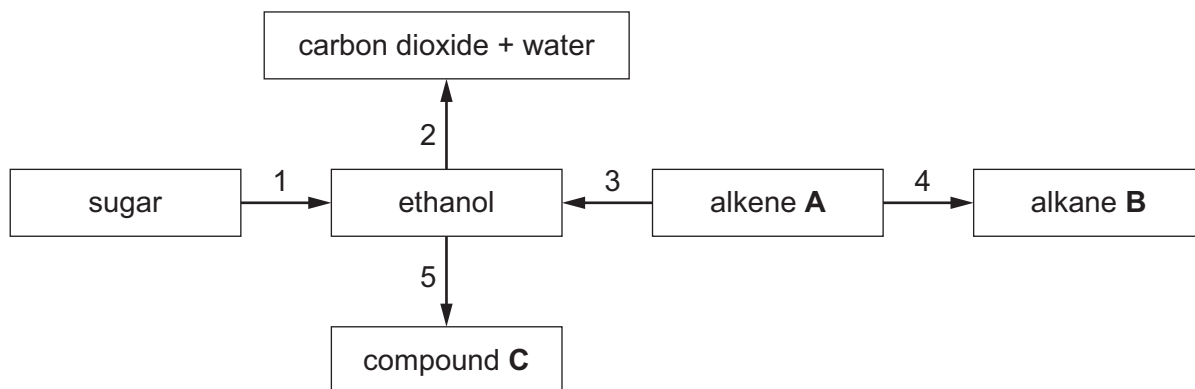 carbon dioxide + water
2
sugar
1
ethanol
3
alkene A
4
alkane B
5
compound C